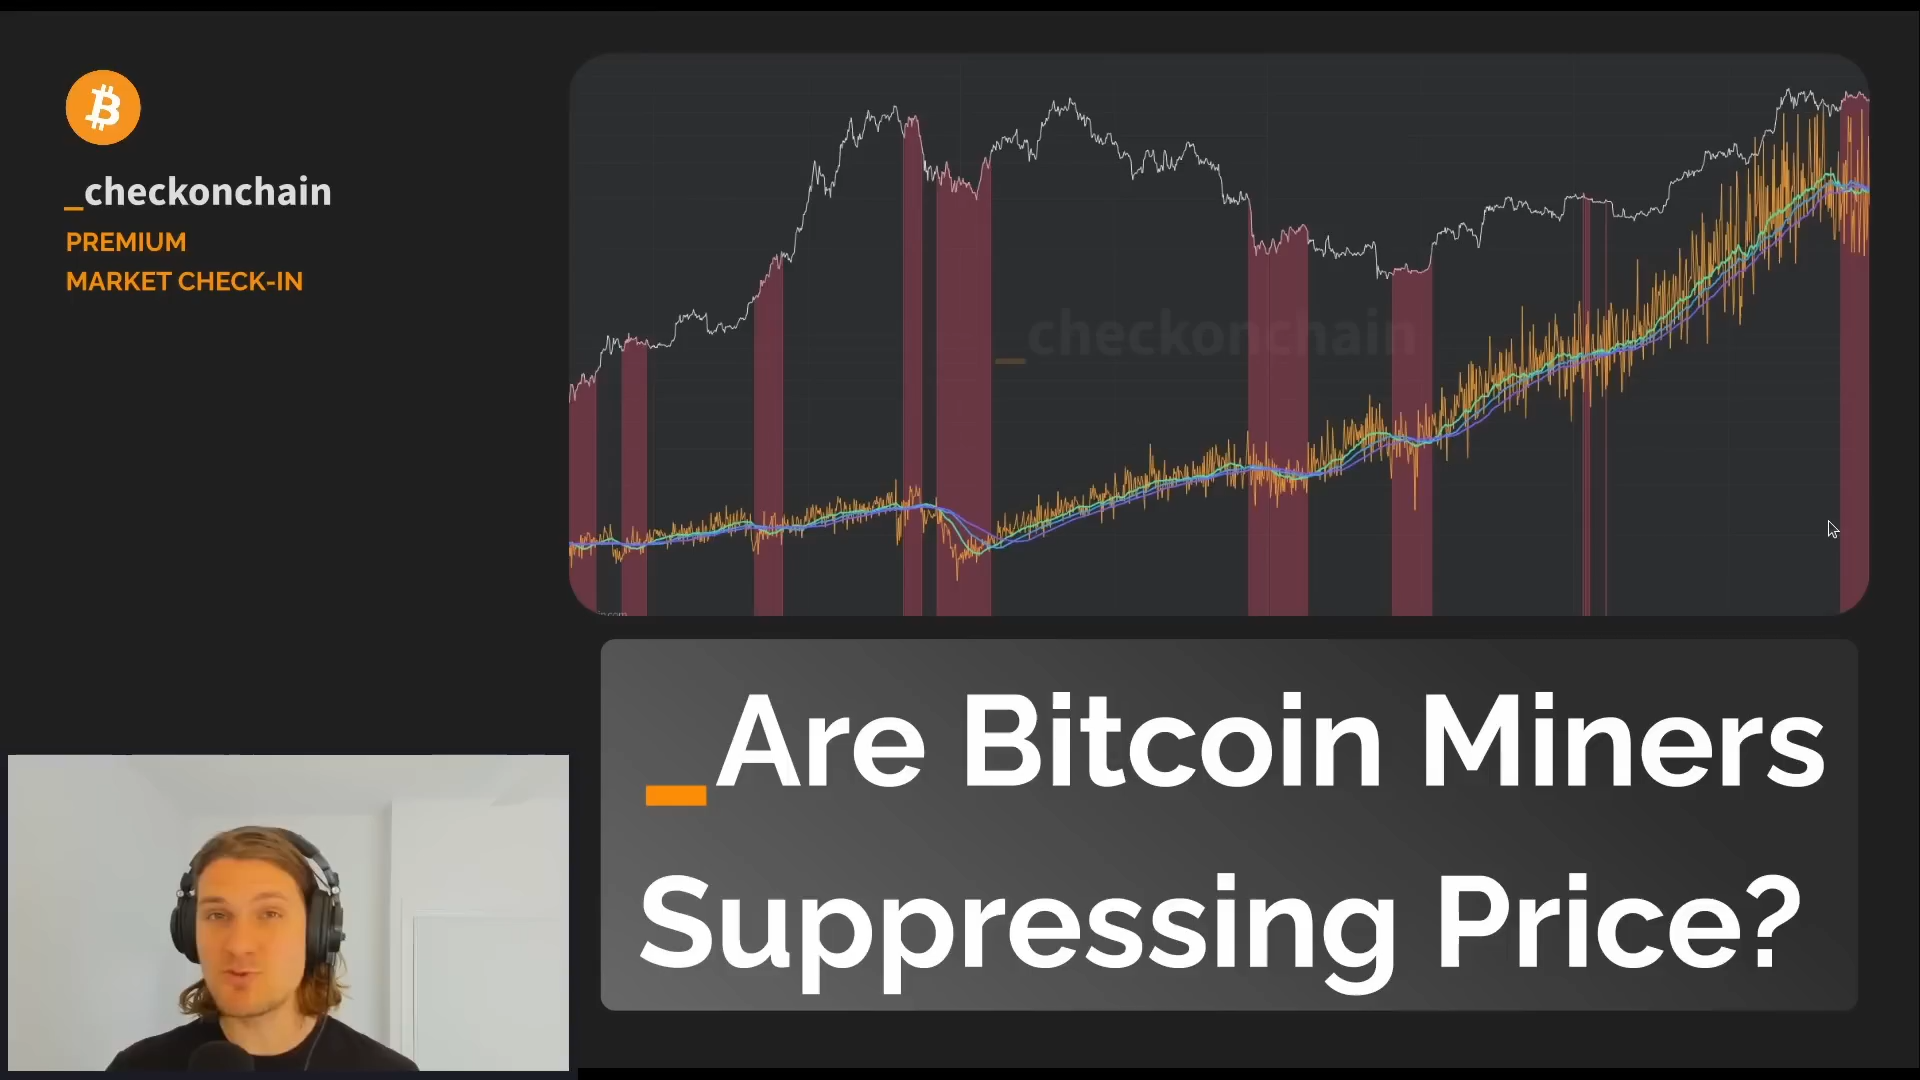 _checkonchain
PREMIUM
MARKET CHECK-IN
_checkonchain
_Are Bitcoin Miners
Suppressing Price?